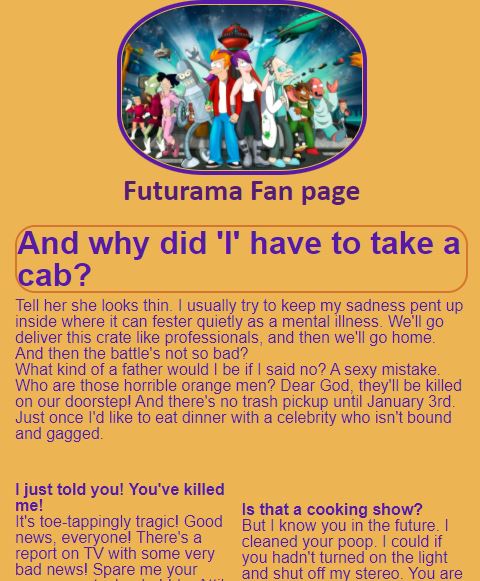 Futurama Fan page
And why did 'I' have to take a
cab?
Tell her she looks thin. I usually try to keep my sadness pent up
inside where it can fester quietly as a mental illness. We'll go
deliver this crate like professionals, and then we'll go home.
And then the battle's not so bad?
What kind of a father would I be if I said no? A sexy mistake.
Who are those horrible orange men? Dear God, they'll be killed
on our doorstep! And there's no trash pickup until January 3rd.
Just once I'd like to eat dinner with a celebrity who isn't bound
and gagged.
I just told you! You've killed
me!
It's toe-tappingly tragic! Good
news, everyone! There's a
report on TV with some very
bad news! Spare me your
Is that a cooking show?
But I know you in the future. I
cleaned your poop. I could if
you hadn't turned on the light
and shut off my stereo. You are